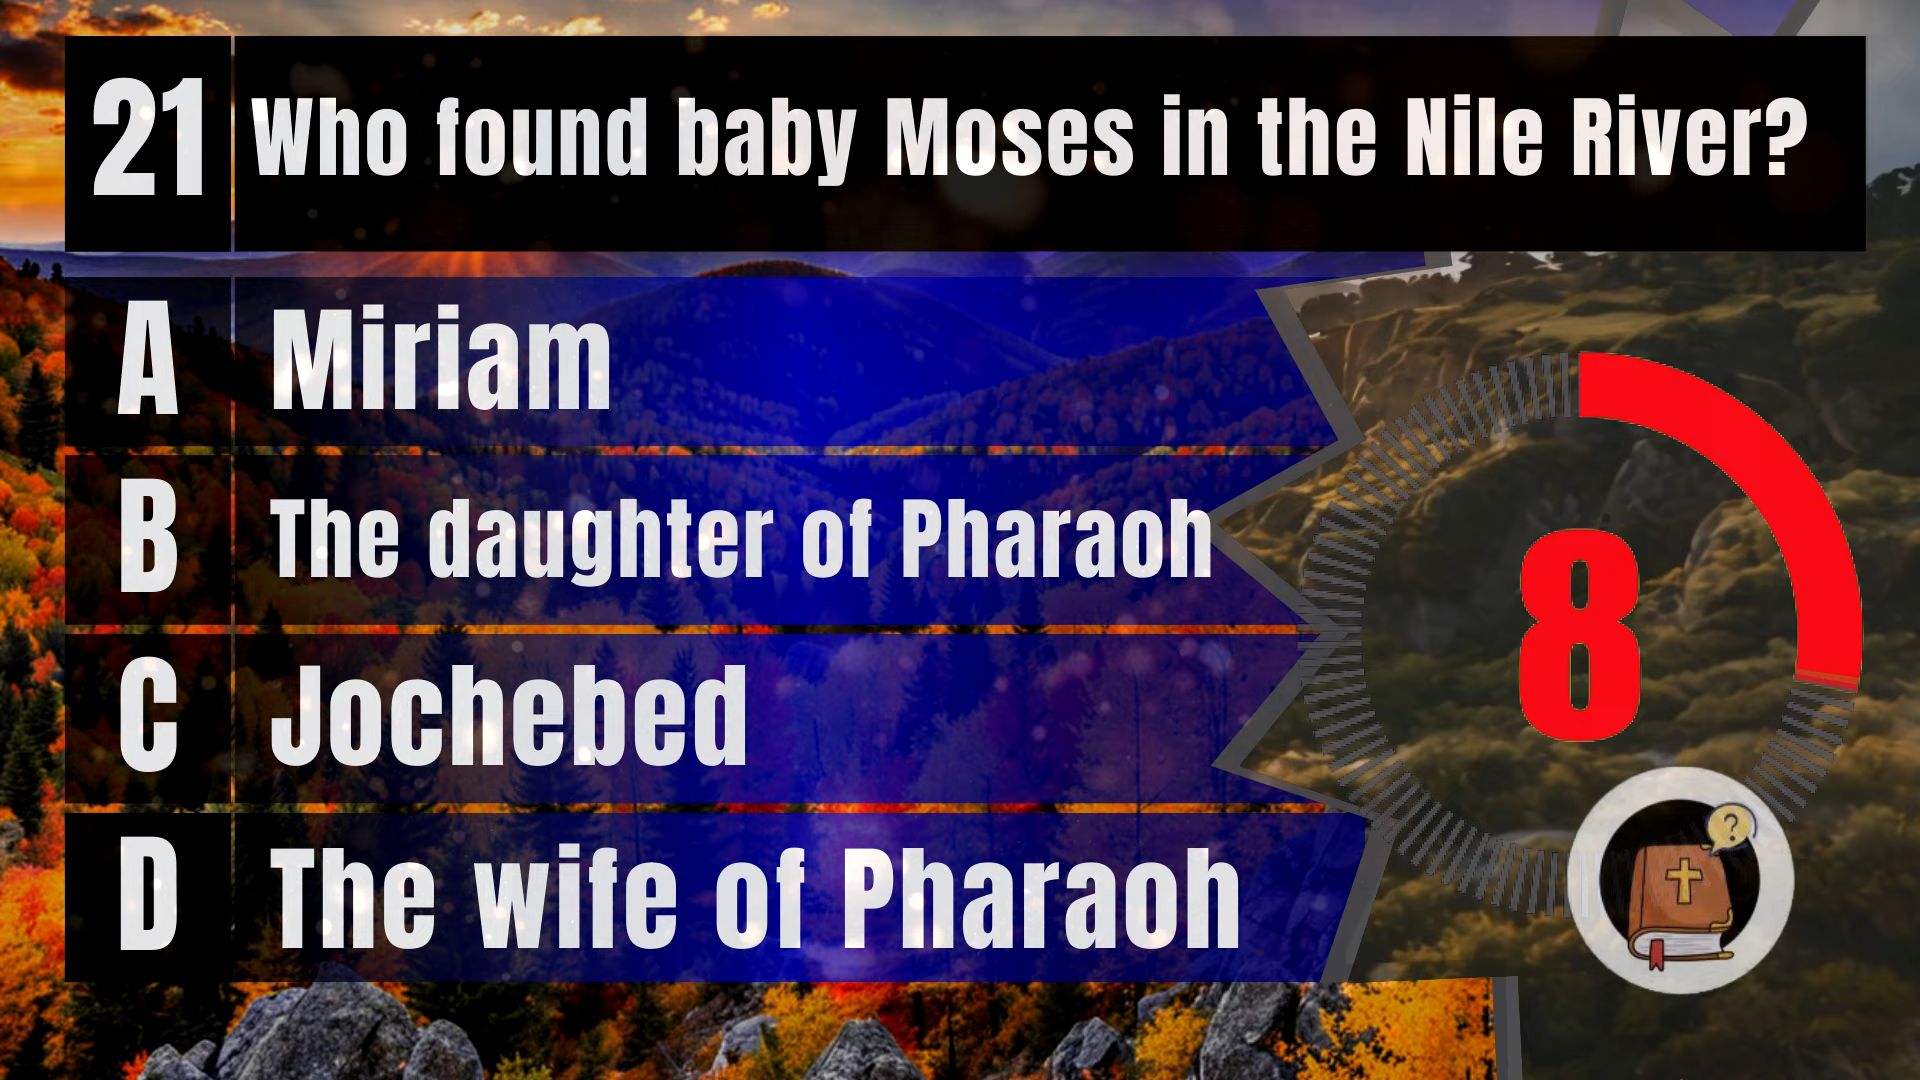 21 Who found baby Moses in the Nile River?
A Miriam
B The daughter of Pharaoh
C Jochebed
D The wife of Pharaoh
8
?